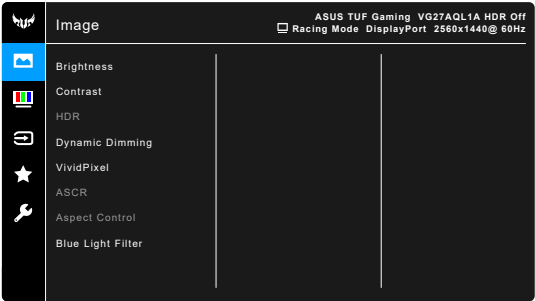 Image
ASUS TUF Gaming VG27AQL1A HDR Off
Racing Mode DisplayPort 2560x1440@ 60Hz
Brightness
Contrast
HDR
Dynamic Dimming
VividPixel
ASCR
Aspect Control
Blue Light Filter